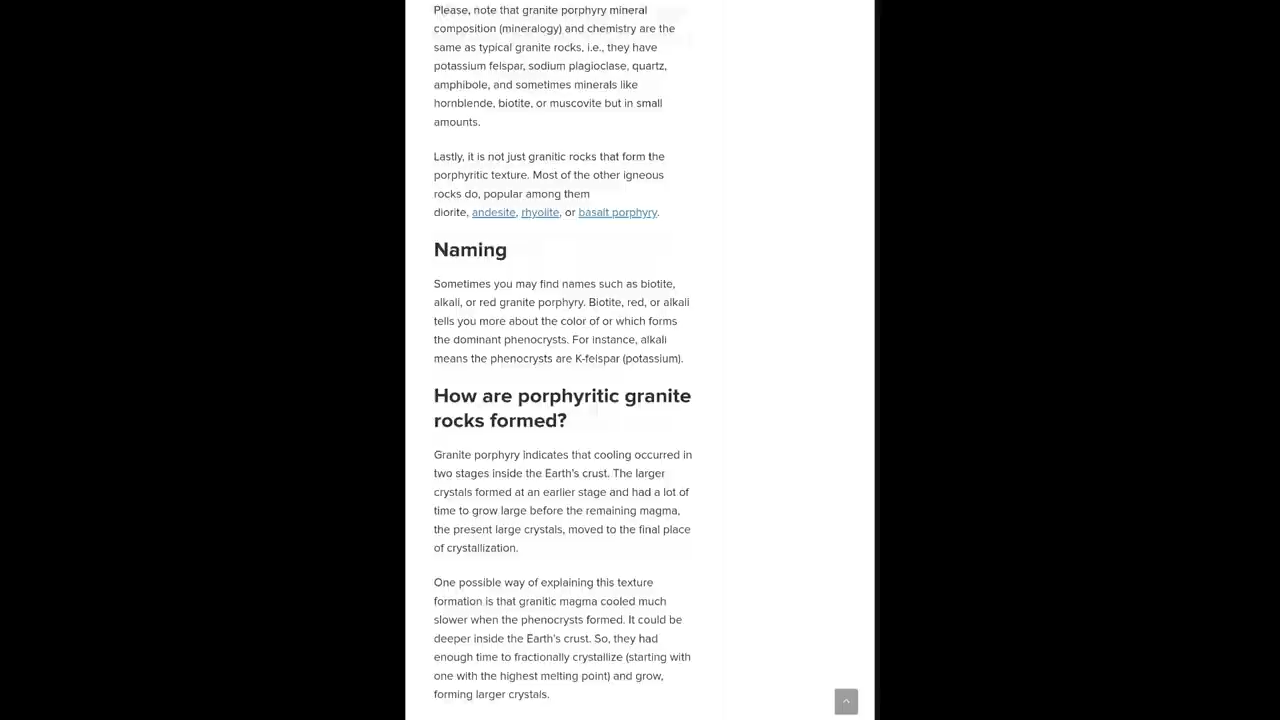 Please, note that granite porphyry mineral
composition (mineralogy) and chemistry are the
same as typical granite rocks, i.e., they have
potassium felspar, sodium plagioclase, quartz,
amphibole, and sometimes minerals like
hornblende, biotite, or muscovite but in small
amounts.
Lastly, it is not just granitic rocks that form the
porphyritic texture. Most of the other igneous
rocks do, popular among them
diorite, andesite, rhyolite, or basalt porphyry.
Naming
Sometimes you may find names such as biotite,
alkali, or red granite porphyry. Biotite, red, or alkali
tells you more about the color of or which forms
the dominant phenocrysts. For instance, alkali
means the phenocrysts are K-felspar (potassium).
How are porphyritic granite
rocks formed?
Granite porphyry indicates that cooling occurred in
two stages inside the Earth's crust. The larger
crystals formed at an earlier stage and had a lot of
time to grow large before the remaining magma,
the present large crystals, moved to the final place
of crystallization.
One possible way of explaining this texture
formation is that granitic magma cooled much
slower when the phenocrysts formed. It could be
deeper inside the Earth's crust. So, they had
enough time to fractionally crystallize (starting with
one with the highest melting point) and grow,
forming larger crystals.